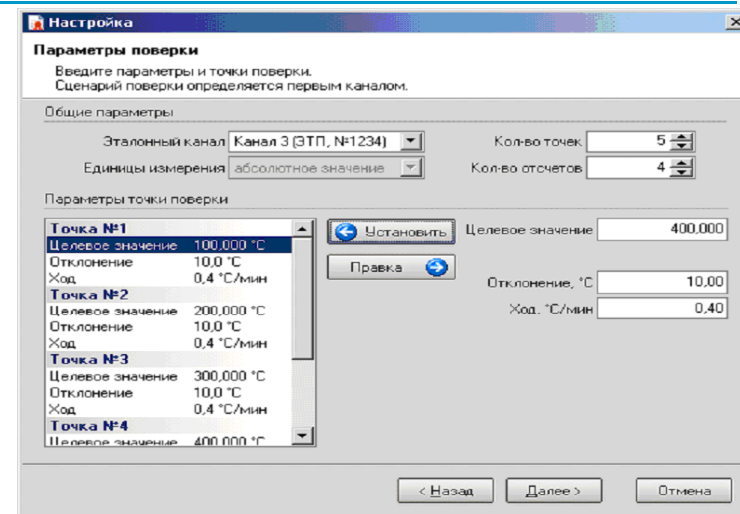 Настройка
Параметры поверки
Введите параметры и точки поверки.
Сценарий поверки определяется первым каналом.
Общие параметры
Эталонный канал Канал 3 (ЭТП, №1234) Кол-во точек 5
Единицы измерения абсолютное значение Кол-во отсчетов 4
Параметры точки поверки
Точка №1
Целевое значение 100,000 °C
Отклонение 10,0 °C
Ход 0,4 °C/мин
Точка №2
Целевое значение 200,000 °C
Отклонение 10,0 °C
Ход 0,4 °C/мин
Точка №3
Целевое значение 300,000 °C
Отклонение 10,0 °C
Ход 0,4 °C/мин
Точка №4
Целевое значение 400,000 °C
Установить
Правка
Целевое значение 400,000
Отклонение, °C 10,00
Ход, °C/мин 0,40
< Назад Далее > Отмена